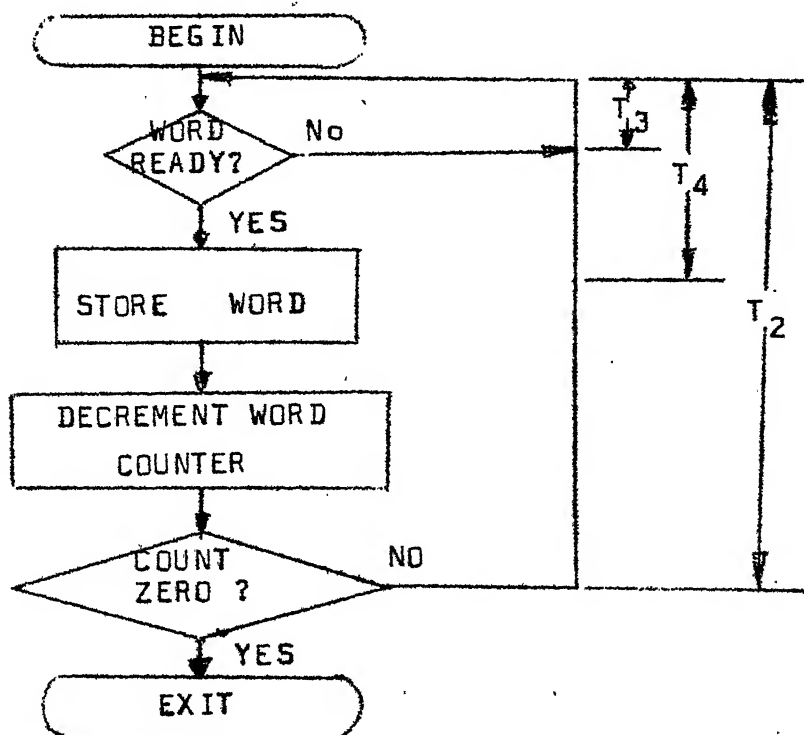 BEGIN
WORD
READY?
No
T3
T4
YES
STORE WORD
T2
DECREMENT WORD
COUNTER
COUNT
ZERO ?
NO
YES
EXIT